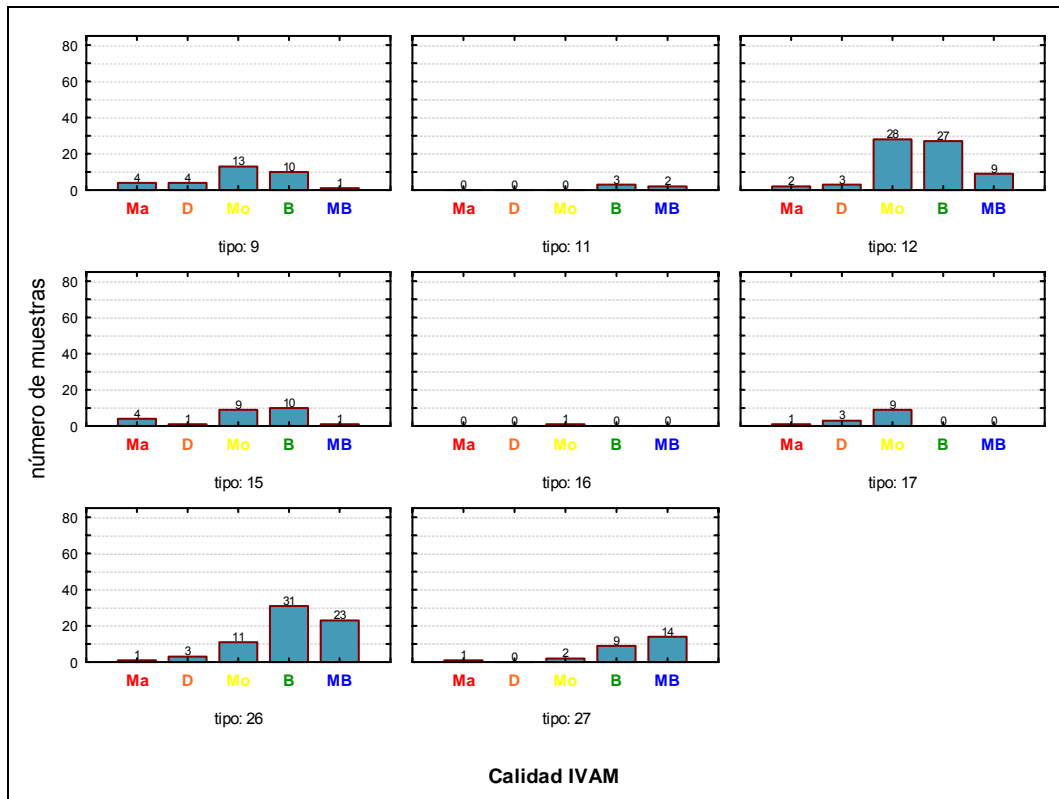 número de muestras
80
60
40
20
0
4 4 13 10 1
Ma D Mo B MB
tipo: 9
0 0 0 3 2
Ma D Mo B MB
tipo: 11
2 3 28 27 9
Ma D Mo B MB
tipo: 12
80
60
40
20
0
4 1 9 10 1
Ma D Mo B MB
tipo: 15
0 0 1 0 0
Ma D Mo B MB
tipo: 16
1 3 9 0 0
Ma D Mo B MB
tipo: 17
80
60
40
20
0
1 3 11 31 23
Ma D Mo B MB
tipo: 26
1 0 2 9 14
Ma D Mo B MB
tipo: 27
Calidad IVAM